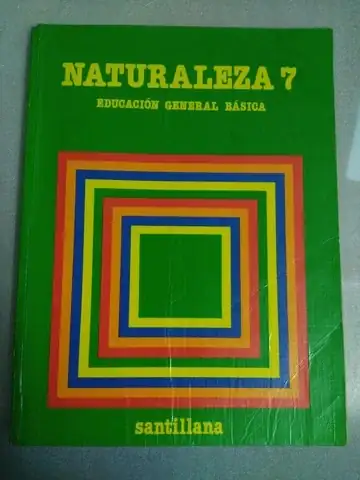 NATURALEZA 7
EDUCACIÓN GENERAL BÁSICA
santillana